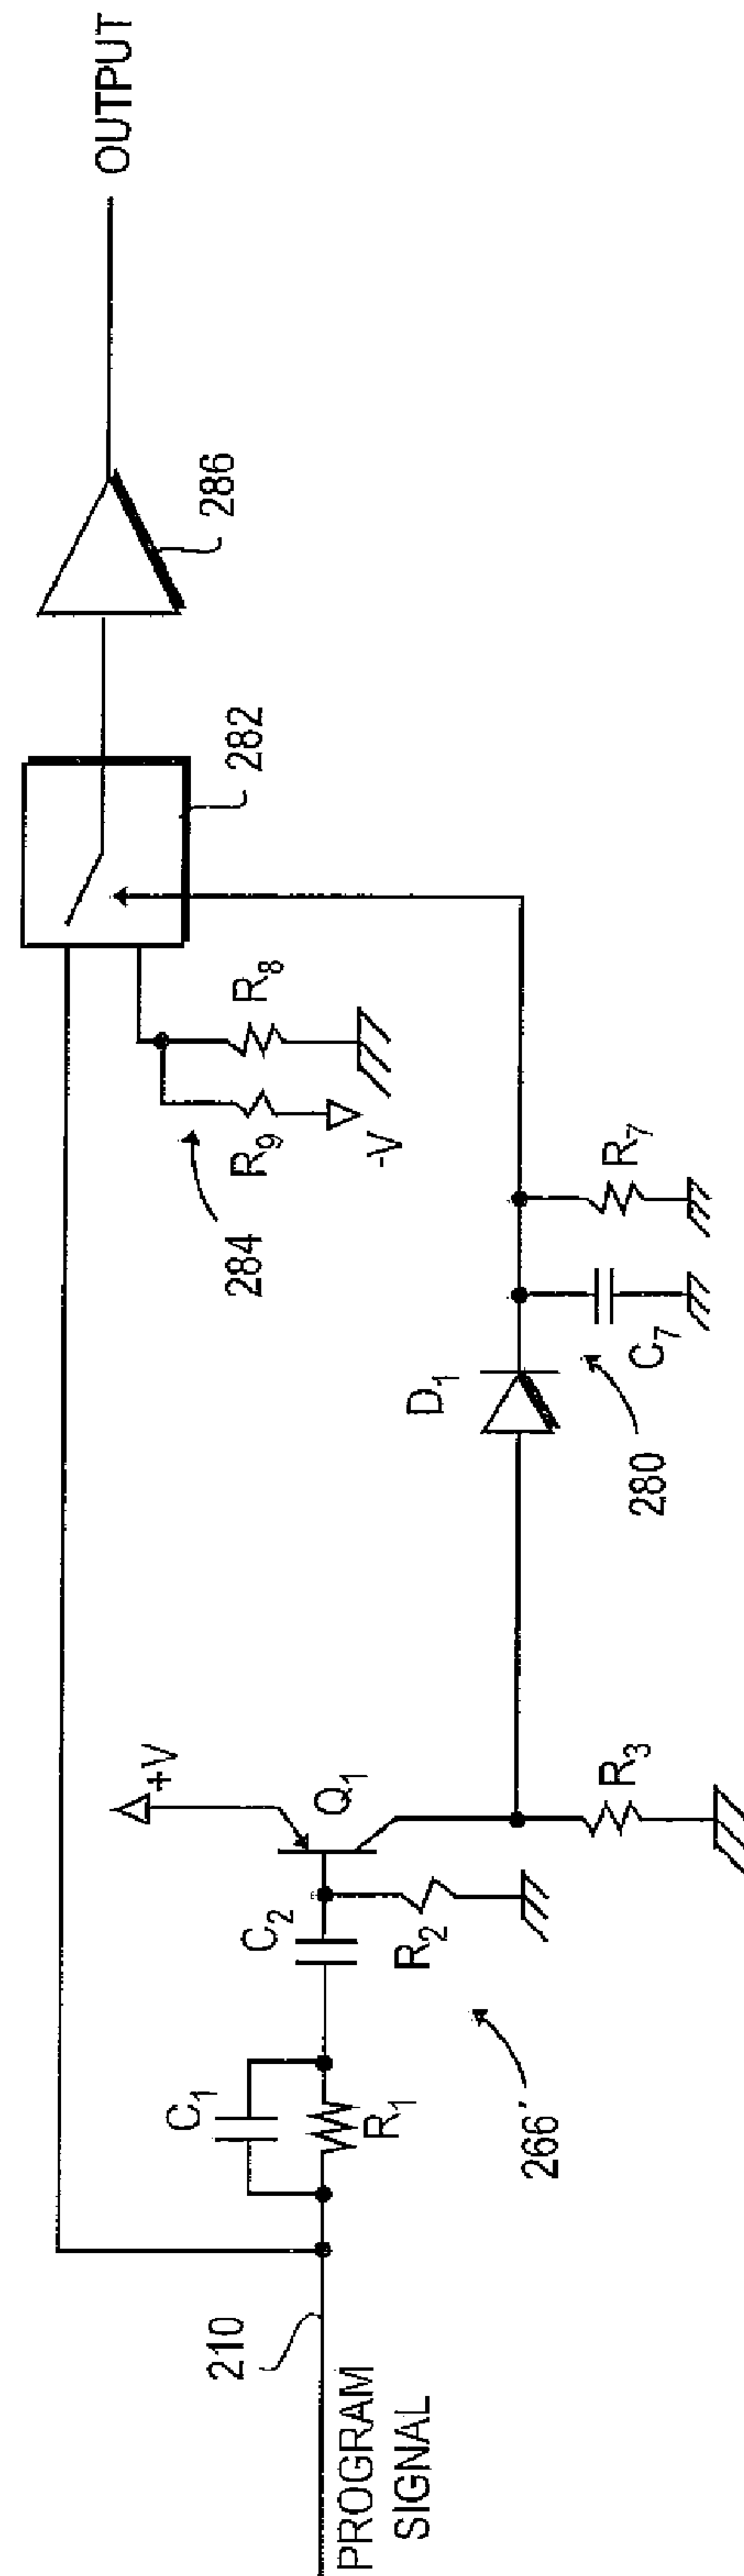 PROGRAM
SIGNAL
210
C1
R1
C2
R2
266'
+V
Q1
R3
D1
280
C7
R7
284
R9
-V
R8
282
286
OUTPUT